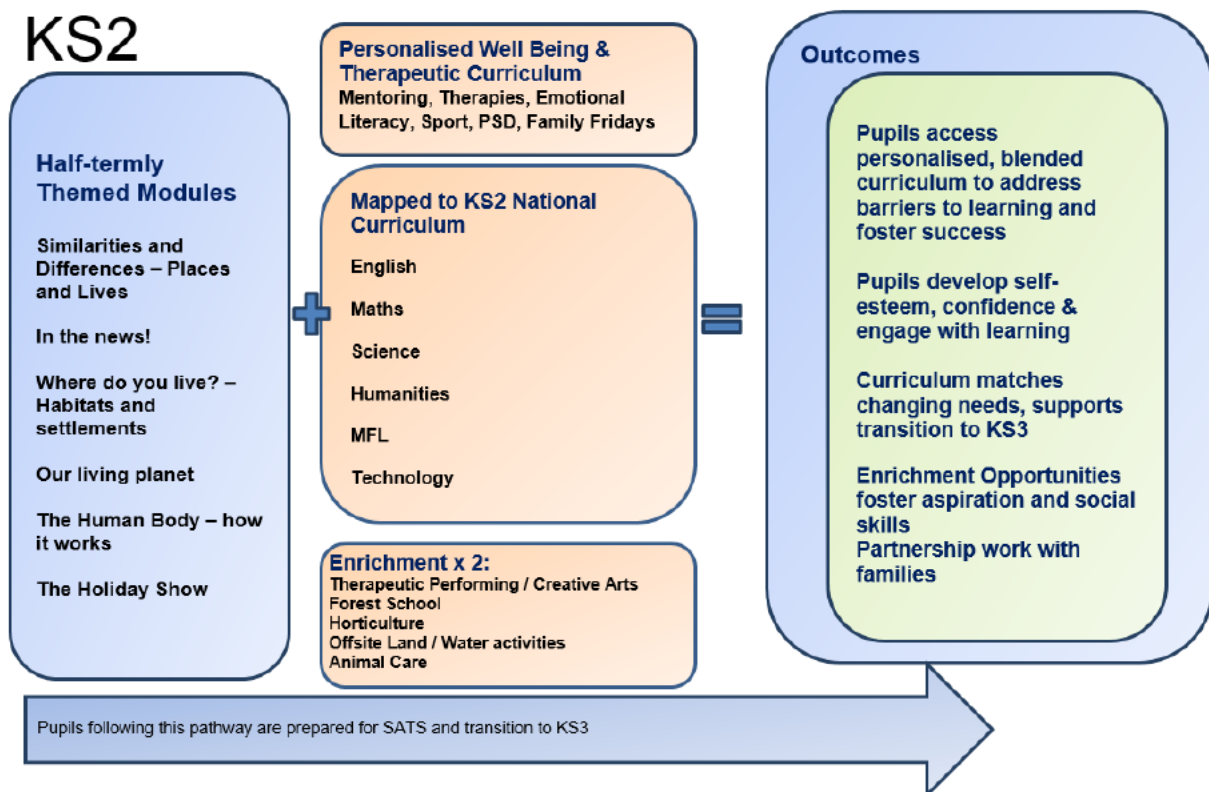 KS2
Half-termly
Themed Modules
Similarities and
Differences – Places
and Lives
In the news!
Where do you live? –
Habitats and
settlements
Our living planet
The Human Body – how
it works
The Holiday Show
Personalised Well Being &
Therapeutic Curriculum
Mentoring, Therapies, Emotional
Literacy, Sport, PSD, Family Fridays
Mapped to KS2 National
Curriculum
English
Maths
Science
Humanities
MFL
Technology
Enrichment x 2:
Therapeutic Performing / Creative Arts
Forest School
Horticulture
Offsite Land / Water activities
Animal Care
Outcomes
Pupils access
personalised, blended
curriculum to address
barriers to learning and
foster success
Pupils develop self-
esteem, confidence &
engage with learning
Curriculum matches
changing needs, supports
transition to KS3
Enrichment Opportunities
foster aspiration and social
skills
Partnership work with
families
Pupils following this pathway are prepared for SATS and transition to KS3